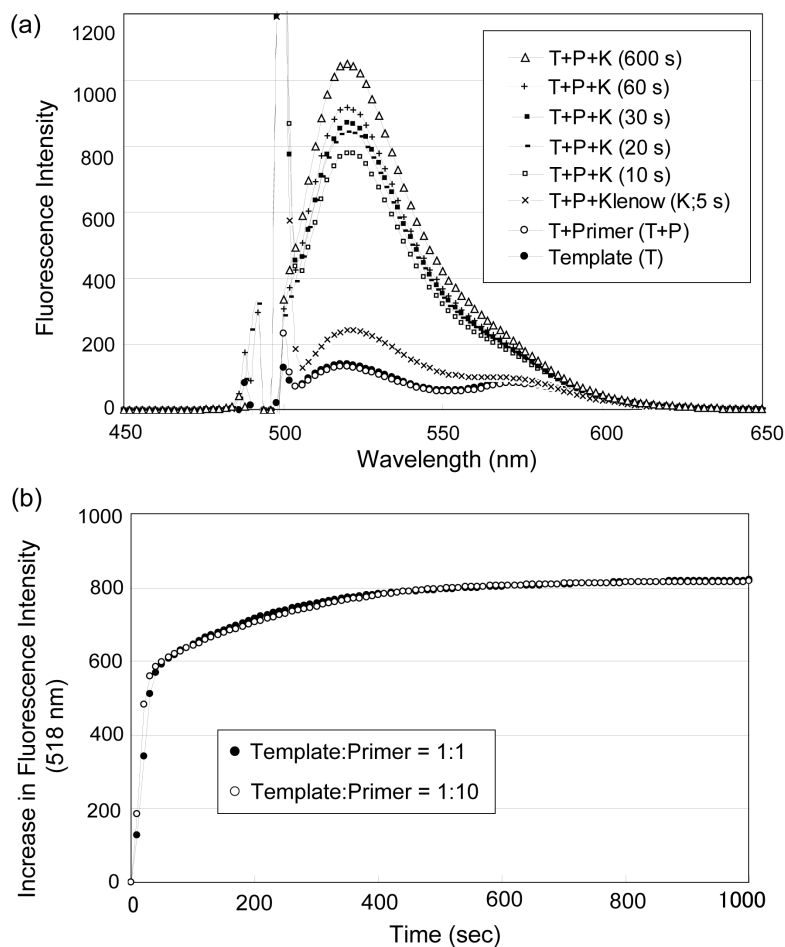 (a)
Fluorescence Intensity
1200
1000
800
600
400
200
0
450
500
550
600
650
Wavelength (nm)
T+P+K (600 s)
T+P+K (60 s)
T+P+K (30 s)
T+P+K (20 s)
T+P+K (10 s)
T+P+Klenow (K;5 s)
T+Primer (T+P)
Template (T)
(b)
Increase in Fluorescence Intensity
(518 nm)
1000
800
600
400
200
0
0
200
400
600
800
1000
Time (sec)
Template:Primer = 1:1
Template:Primer = 1:10